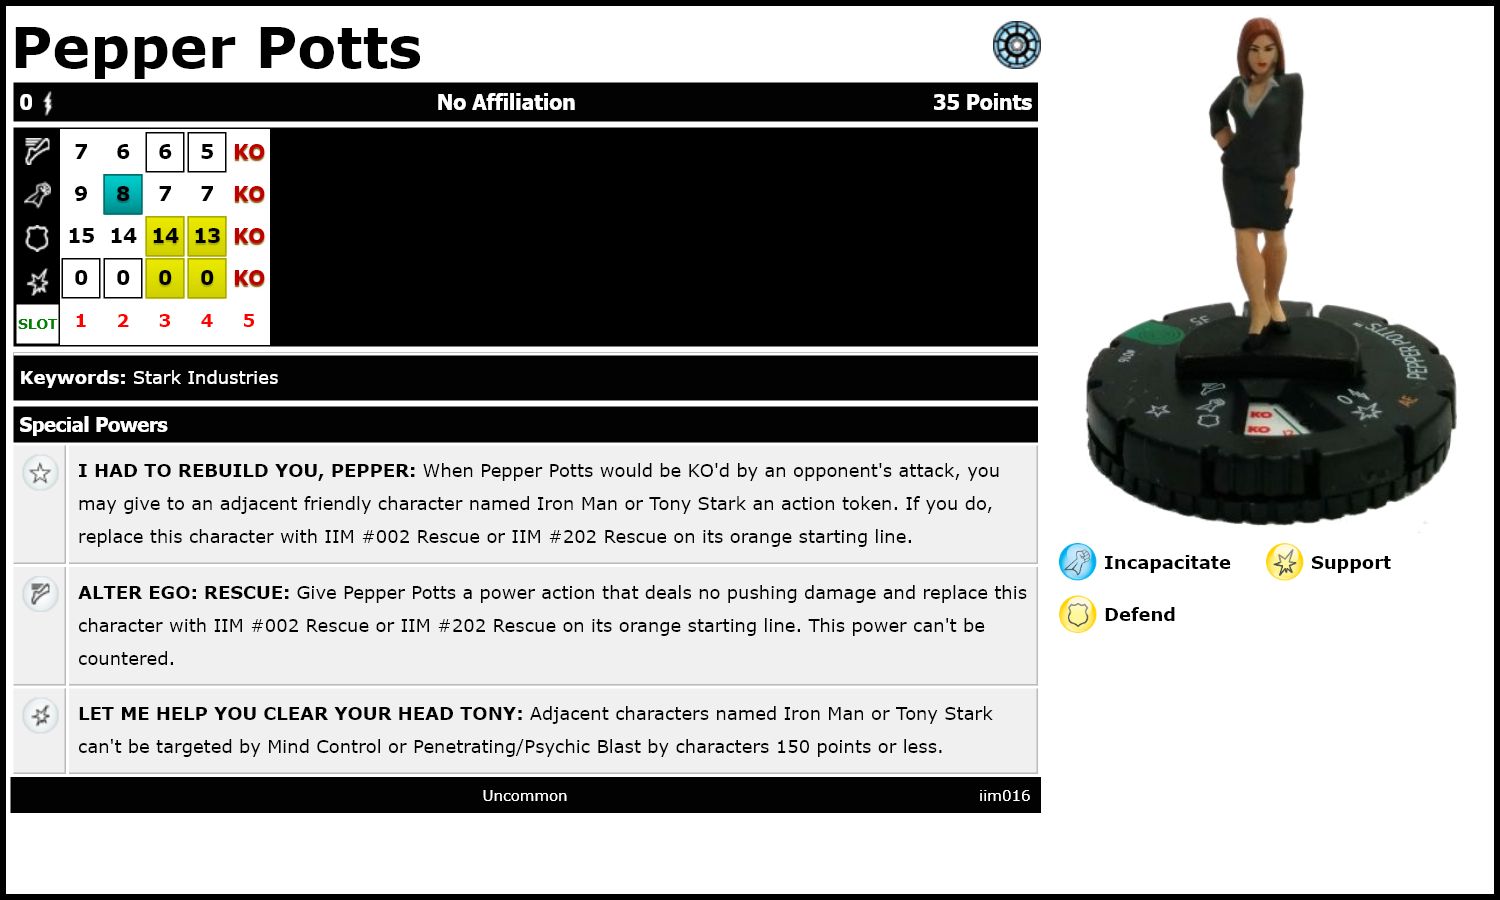 Pepper Potts
0 No Affiliation 35 Points
7 6 6 5 KO
9 8 7 7 KO
15 14 14 13 KO
0 0 0 0 KO
SLOT 1 2 3 4 5
Keywords: Stark Industries
Special Powers
I HAD TO REBUILD YOU, PEPPER: When Pepper Potts would be KO'd by an opponent's attack, you
may give to an adjacent friendly character named Iron Man or Tony Stark an action token. If you do,
replace this character with IIM #002 Rescue or IIM #202 Rescue on its orange starting line.
ALTER EGO: RESCUE: Give Pepper Potts a power action that deals no pushing damage and replace this
character with IIM #002 Rescue or IIM #202 Rescue on its orange starting line. This power can't be
countered.
LET ME HELP YOU CLEAR YOUR HEAD TONY: Adjacent characters named Iron Man or Tony Stark
can't be targeted by Mind Control or Penetrating/Psychic Blast by characters 150 points or less.
Uncommon iim016
016
35
PEPPER POTTS
AE
0
KO
KO
Incapacitate Support
Defend